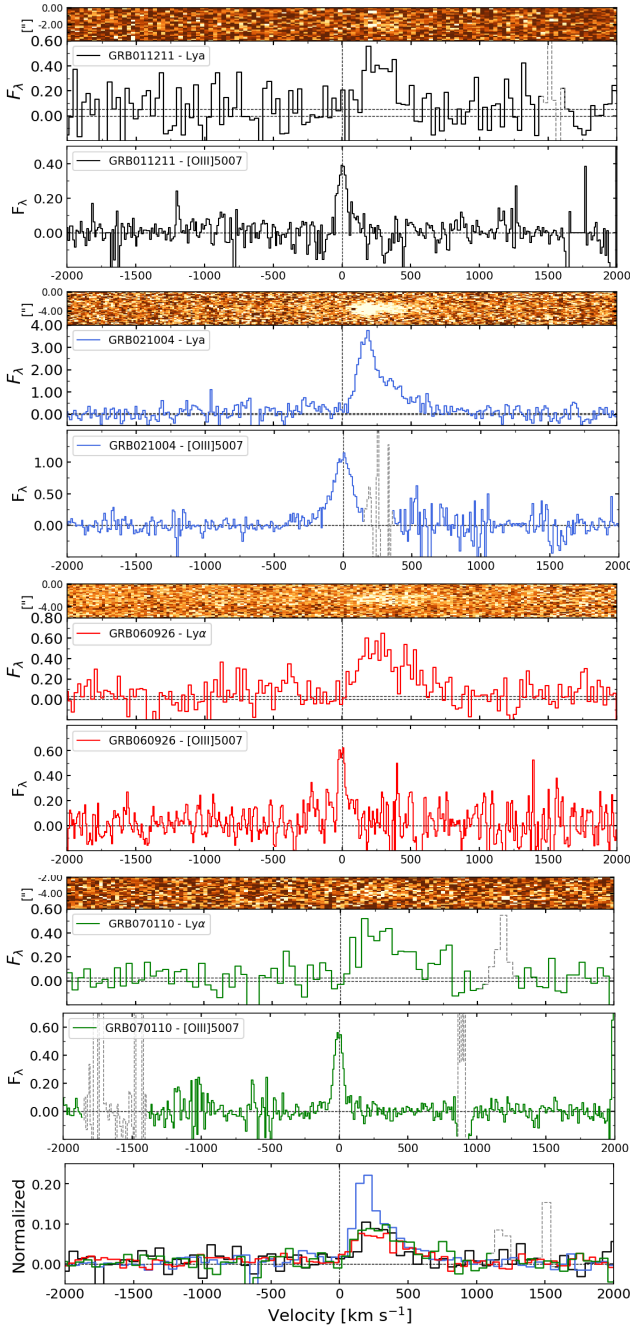 0.00
-2.00
["]
0.60
0.40
0.20
0.00
Fλ
GRB011211 - Lya
0.40
0.20
0.00
Fλ
GRB011211 - [OIII]5007
-2000 -1500 -1000 -500 0 500 1000 1500 2000
0.00
-4.00
["]
4.00
3.00
2.00
1.00
0.00
Fλ
GRB021004 - Lya
1.00
0.50
0.00
Fλ
GRB021004 - [OIII]5007
-2000 -1500 -1000 -500 0 500 1000 1500 2000
0.00
-4.00
["]
0.80
0.60
0.40
0.20
0.00
Fλ
GRB060926 - Lyα
0.60
0.40
0.20
0.00
Fλ
GRB060926 - [OIII]5007
-2000 -1500 -1000 -500 0 500 1000 1500 2000
-2.00
-4.00
["]
0.60
0.40
0.20
0.00
Fλ
GRB070110 - Lyα
0.60
0.40
0.20
0.00
Fλ
GRB070110 - [OIII]5007
-2000 -1500 -1000 -500 0 500 1000 1500 2000
0.20
0.10
0.00
Normalized
-2000 -1500 -1000 -500 0 500 1000 1500 2000
Velocity [km s⁻¹]